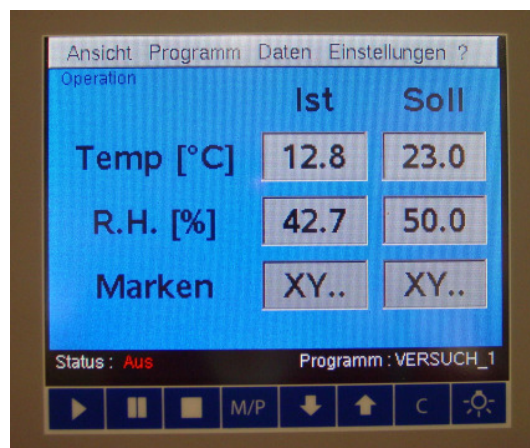 Ansicht Programm Daten Einstellungen ?
Operation
Ist Soll
Temp [°C] 12.8 23.0
R.H. [%] 42.7 50.0
Marken XY.. XY..
Status : Aus Programm : VERSUCH_1
M/P C